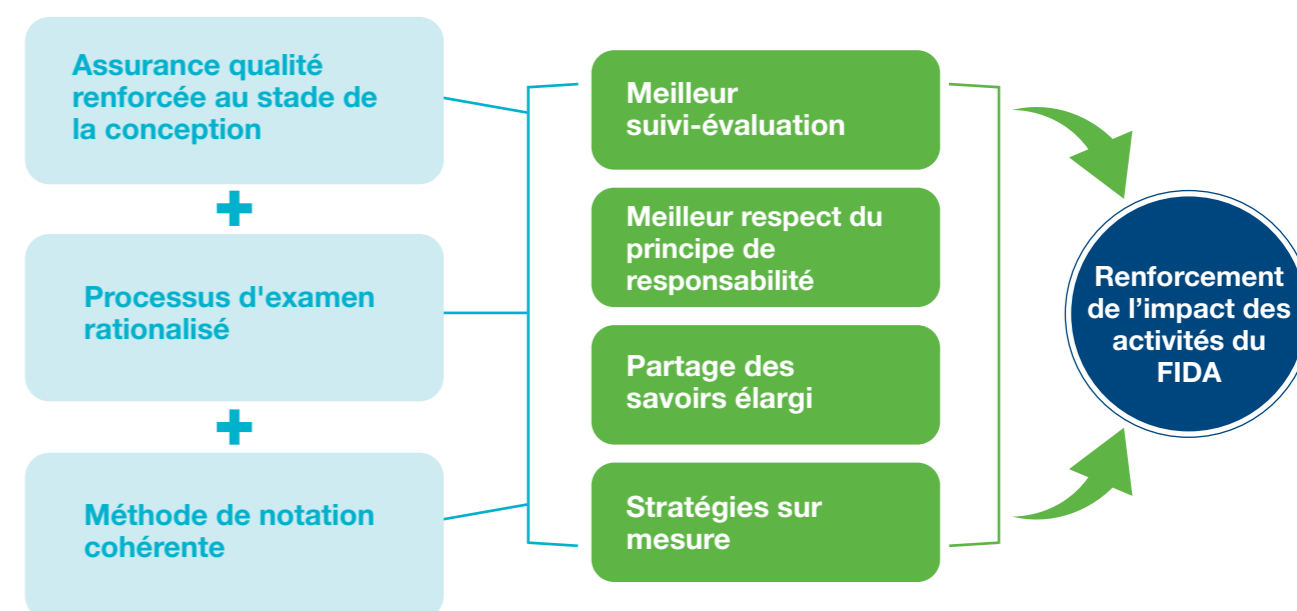 Assurance qualité
renforcée au stade de
la conception
+
Processus d'examen
rationalisé
+
Méthode de notation
cohérente
Meilleur
suivi-évaluation
Meilleur respect du
principe de
responsabilité
Partage des
savoirs élargi
Stratégies sur
mesure
Renforcement
de l’impact des
activités du
FIDA